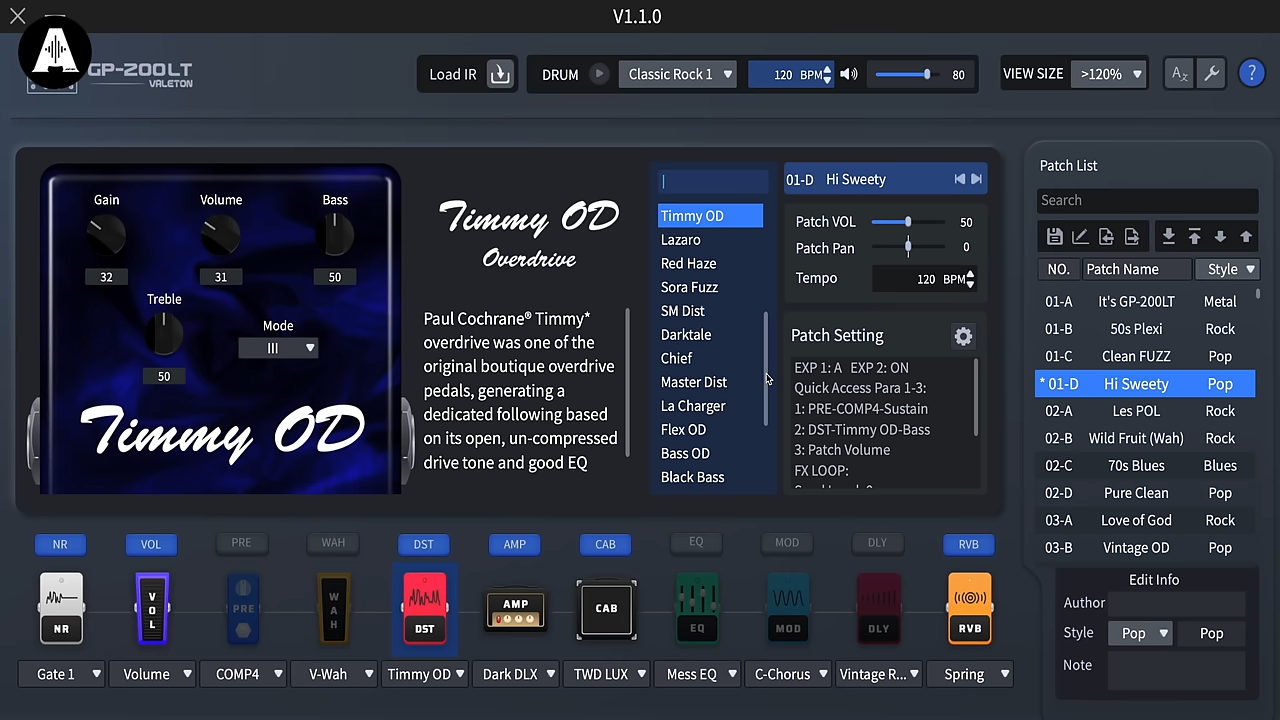 V1.1.0
A
GP-200LT
VALETON
Load IR
DRUM
Classic Rock 1
120 BPM
80
VIEW SIZE
>120%
Az
?
Gain
Volume
Bass
32
31
50
Treble
Mode
III
50
Timmy OD
Timmy OD
Overdrive
Paul Cochrane® Timmy*
overdrive was one of the
original boutique overdrive
pedals, generating a
dedicated following based
on its open, un-compressed
drive tone and good EQ
Timmy OD
Lazaro
Red Haze
Sora Fuzz
SM Dist
Darktale
Chief
Master Dist
La Charger
Flex OD
Bass OD
Black Bass
01-D Hi Sweety
Patch VOL 50
Patch Pan 0
Tempo 120 BPM
Patch Setting
EXP 1: A EXP 2: ON
Quick Access Para 1-3:
1: PRE-COMP4-Sustain
2: DST-Timmy OD-Bass
3: Patch Volume
FX LOOP:
Patch List
Search
NO. Patch Name Style
01-A It's GP-200LT Metal
01-B 50s Plexi Rock
01-C Clean FUZZ Pop
* 01-D Hi Sweety Pop
02-A Les POL Rock
02-B Wild Fruit (Wah) Rock
02-C 70s Blues Blues
02-D Pure Clean Pop
03-A Love of God Rock
03-B Vintage OD Pop
Edit Info
Author
Style Pop Pop
Note
NR VOL PRE WAH DST AMP CAB EQ MOD DLY RVB
NR VOL PRE WAH DST AMP CAB EQ MOD DLY RVB
Gate 1 Volume COMP4 V-Wah Timmy OD Dark DLX TWD LUX Mess EQ C-Chorus Vintage R... Spring